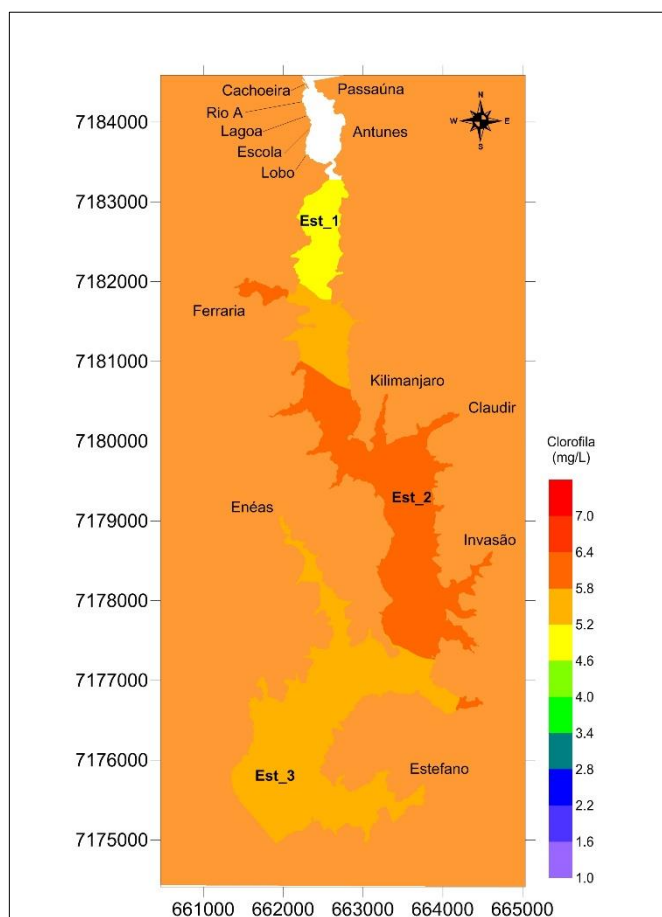 Cachoeira
Passaúna
Rio A
Lagoa
Antunes
Escola
Lobo
N
W
E
S
Est_1
Ferraria
Kilimanjaro
Claudir
Est_2
Enéas
Invasão
Est_3
Estefano
7184000
7183000
7182000
7181000
7180000
7179000
7178000
7177000
7176000
7175000
661000 662000 663000 664000 665000
Clorofila
(mg/L)
7.0
6.4
5.8
5.2
4.6
4.0
3.4
2.8
2.2
1.6
1.0